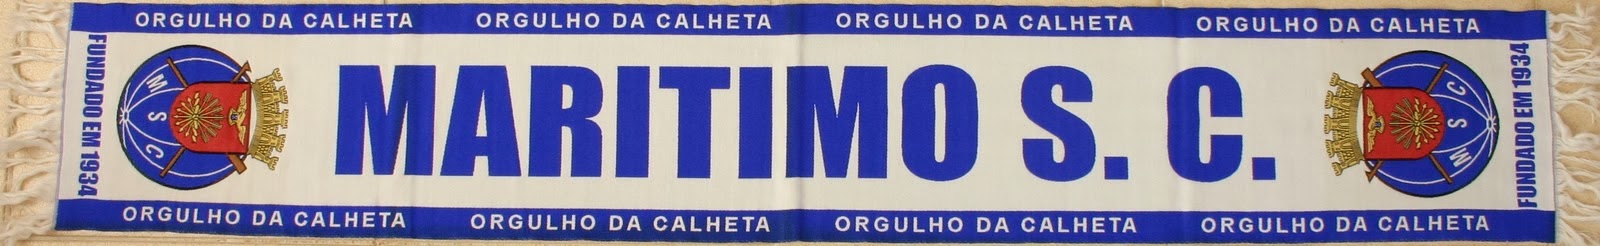 ORGULHO DA CALHETA ORGULHO DA CALHETA ORGULHO DA CALHETA ORGULHO DA CALHETA
FUNDADO EM 1934
M S C
MARITIMO S. C.
M S C
FUNDADO EM 1934
ORGULHO DA CALHETA ORGULHO DA CALHETA ORGULHO DA CALHETA ORGULHO DA CALHETA